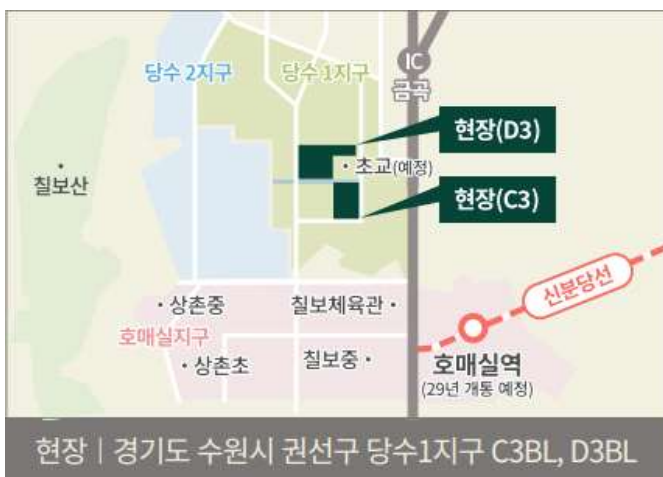 당수 2지구
당수 1지구
IC
금곡
현장(D3)
초교(예정)
칠보산
현장(C3)
신분당선
상촌중
칠보체육관
호매실지구
상촌초
칠보중
호매실역
(29년 개통 예정)
현장 | 경기도 수원시 권선구 당수1지구 C3BL, D3BL